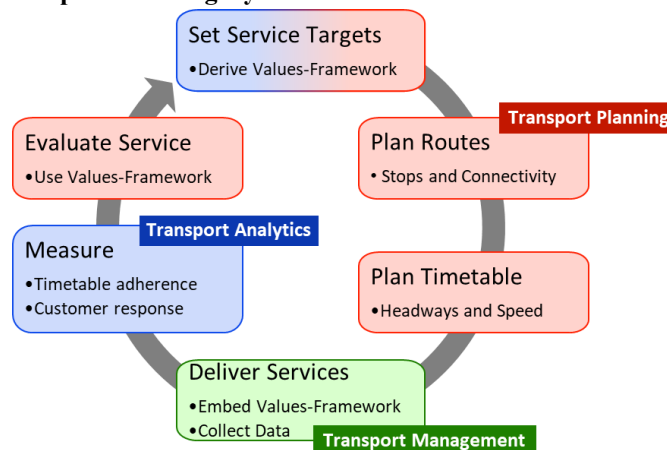 Set Service Targets
•Derive Values-Framework
Transport Planning
Plan Routes
• Stops and Connectivity
Plan Timetable
•Headways and Speed
Deliver Services
•Embed Values-Framework
•Collect Data
Transport Management
Transport Analytics
Measure
•Timetable adherence
•Customer response
Evaluate Service
•Use Values-Framework